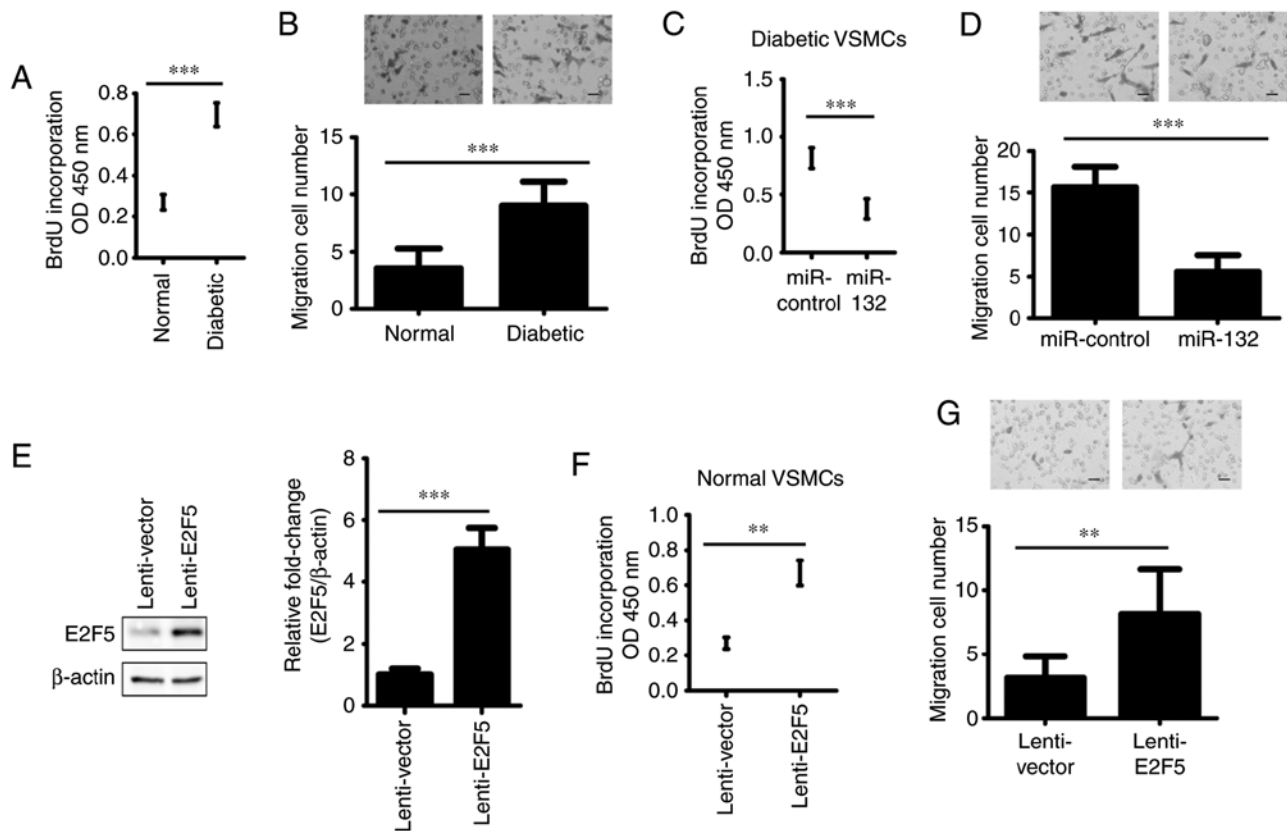 A
BrdU incorporation
OD 450 nm
0.8
0.6
0.4
0.2
0.0
***
Normal
Diabetic
B
Migration cell number
15
10
5
0
***
Normal
Diabetic
C
Diabetic VSMCs
BrdU incorporation
OD 450 nm
1.5
1.0
0.5
0.0
***
miR-
control
miR-
132
D
Migration cell number
20
15
10
5
0
***
miR-control
miR-132
E
Lenti-vector
Lenti-E2F5
E2F5
β-actin
Relative fold-change
(E2F5/β-actin)
8
6
4
2
0
***
Lenti-vector
Lenti-E2F5
F
Normal VSMCs
BrdU incorporation
OD 450 nm
1.0
0.8
0.6
0.4
0.2
0.0
**
Lenti-vector
Lenti-E2F5
G
Migration cell number
15
10
5
0
**
Lenti-
vector
Lenti-
E2F5